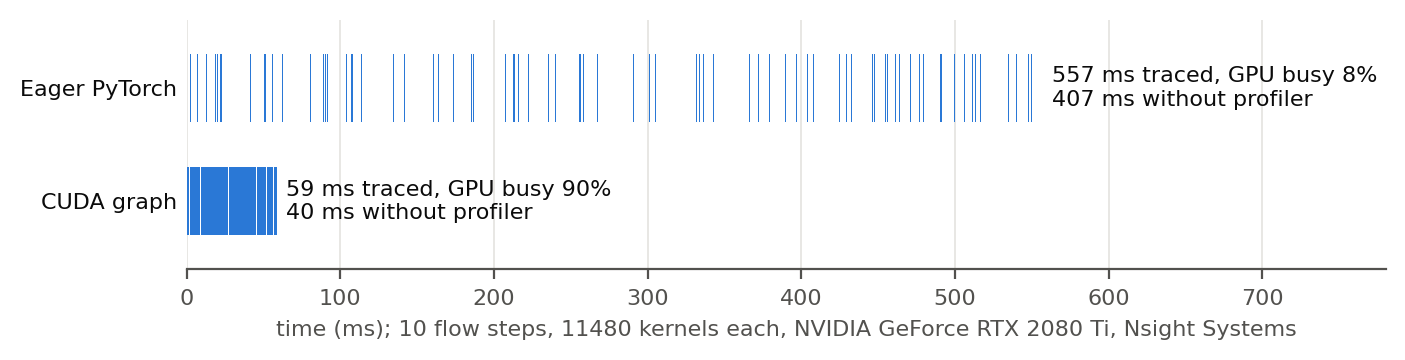 Eager PyTorch
557 ms traced, GPU busy 8%
407 ms without profiler
CUDA graph
59 ms traced, GPU busy 90%
40 ms without profiler
0 100 200 300 400 500 600 700
time (ms); 10 flow steps, 11480 kernels each, NVIDIA GeForce RTX 2080 Ti, Nsight Systems